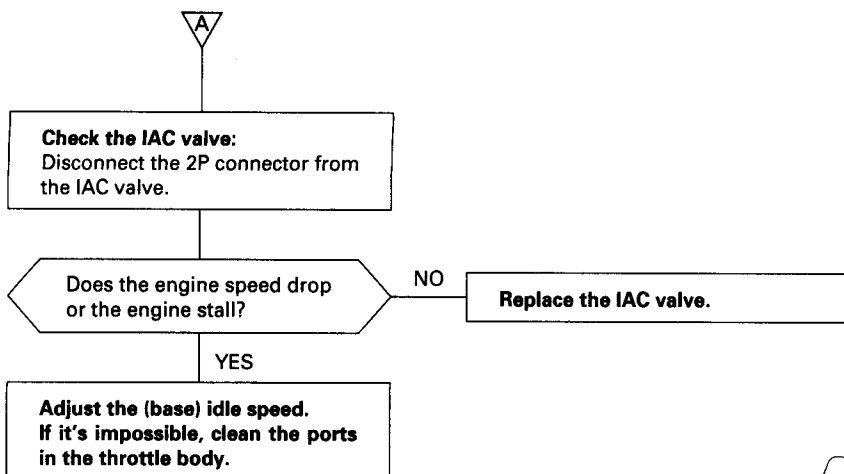 A
Check the IAC valve:
Disconnect the 2P connector from
the IAC valve.
Does the engine speed drop
or the engine stall?
NO
Replace the IAC valve.
YES
Adjust the (base) idle speed.
If it's impossible, clean the ports
in the throttle body.